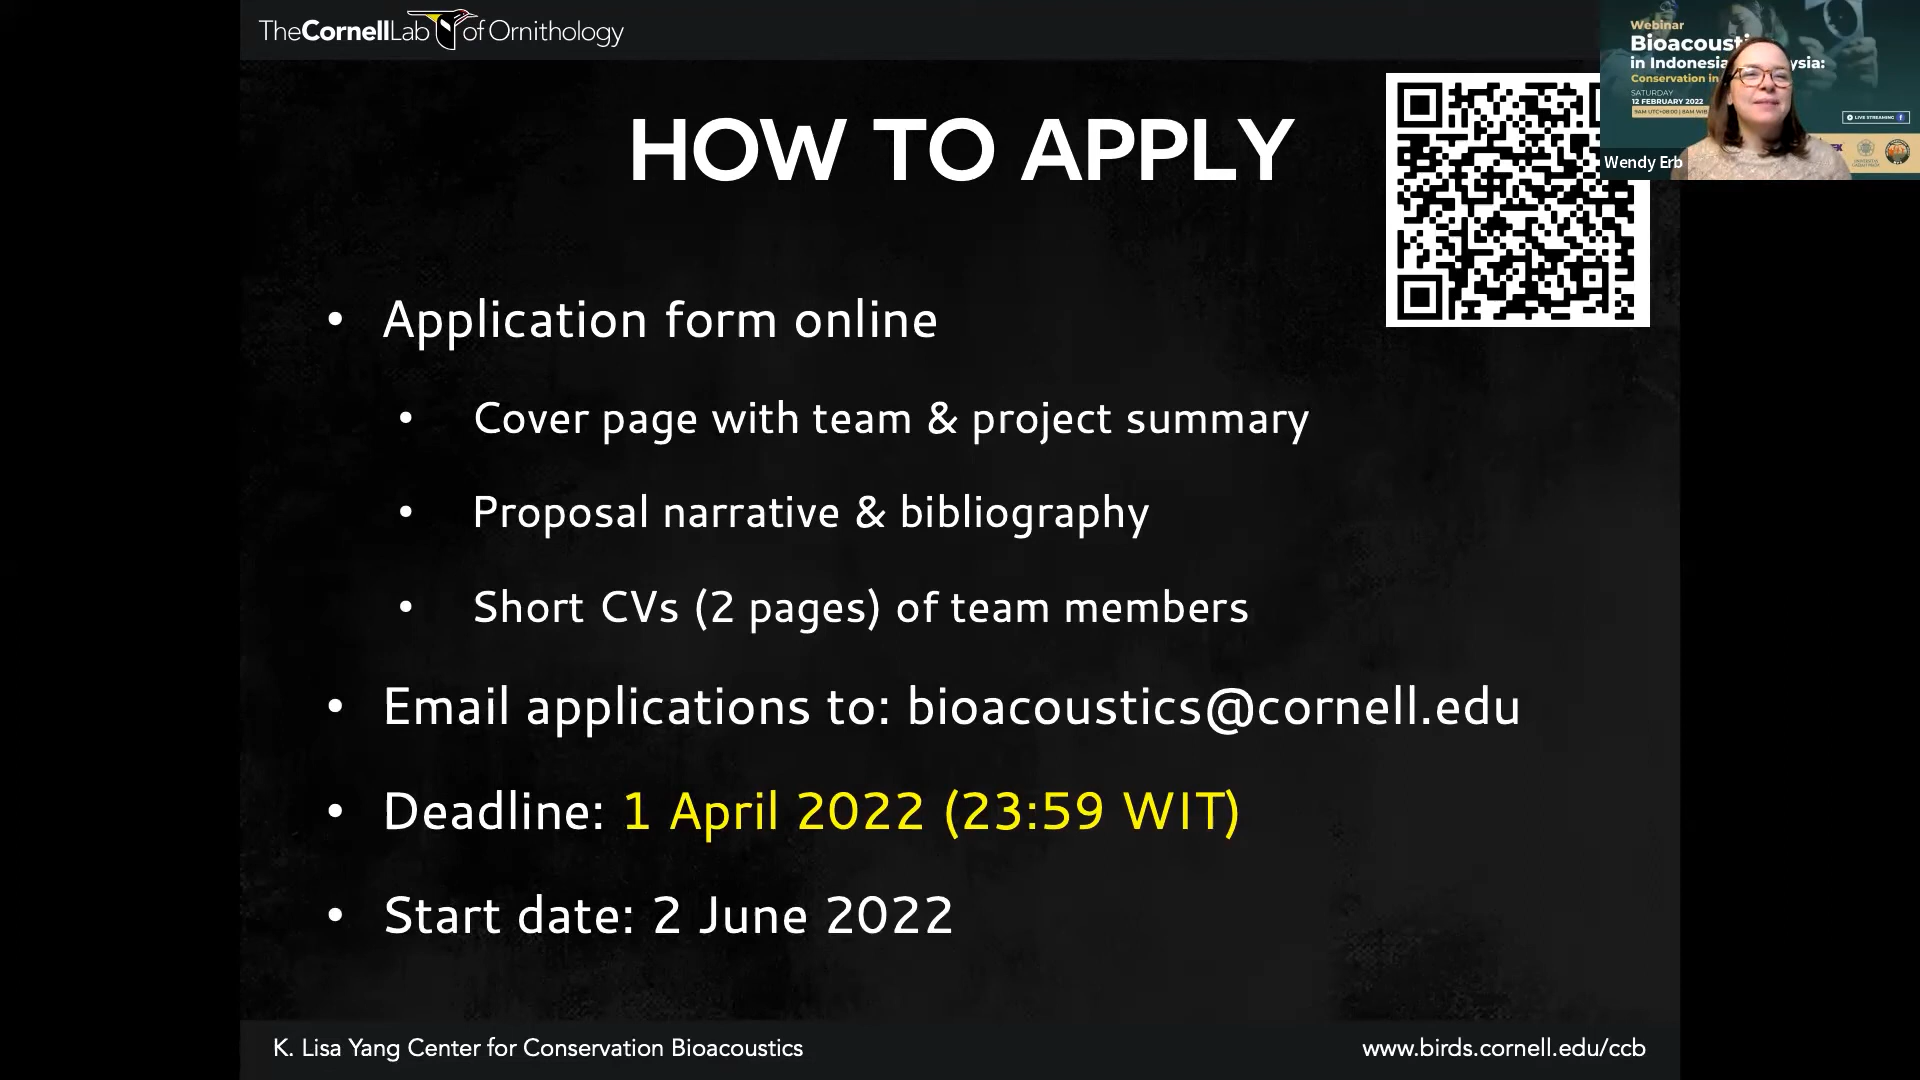 TheCornellLab of Ornithology
HOW TO APPLY
• Application form online
• Cover page with team & project summary
• Proposal narrative & bibliography
• Short CVs (2 pages) of team members
• Email applications to: bioacoustics@cornell.edu
• Deadline: 1 April 2022 (23:59 WIT)
• Start date: 2 June 2022
K. Lisa Yang Center for Conservation Bioacoustics
www.birds.cornell.edu/ccb
Webinar
Bioacousti
in Indonesia ysia:
Conservation in
SATURDAY
12 FEBRUARY 2022
LIVE STREAMING
Wendy Erb